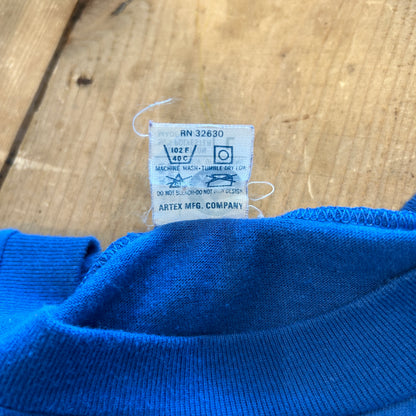 RN 32630
102 F
40 C
MACHINE WASH-TUMBLE DRY LOW
DO NOT BLEACH-DO NOT IRON DESIGN
ARTEX MFG. COMPANY